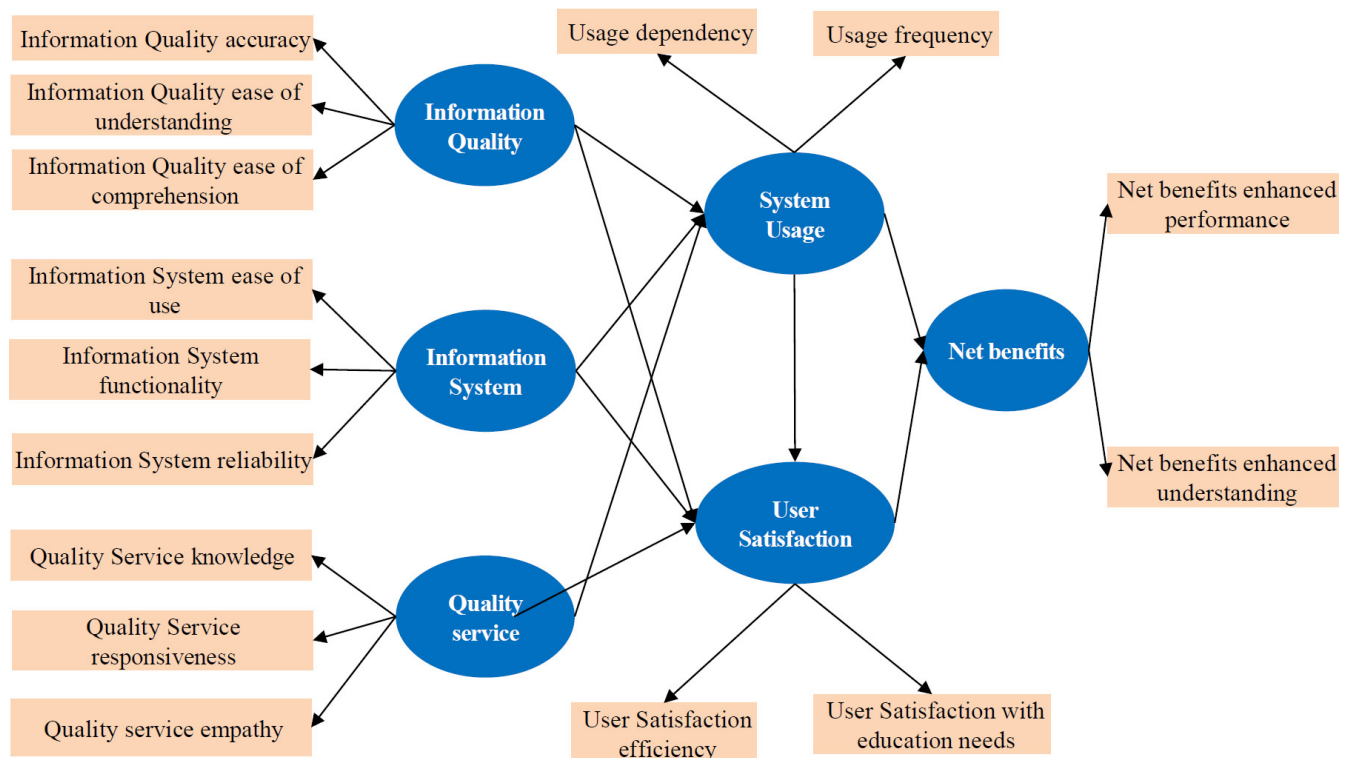 Information Quality accuracy
Information Quality ease of
understanding
Information Quality ease of
comprehension
Information System ease of
use
Information System
functionality
Information System reliability
Quality Service knowledge
Quality Service
responsiveness
Quality service empathy
Information
Quality
Information
System
Quality
service
Usage dependency
Usage frequency
System
Usage
User
Satisfaction
User Satisfaction
efficiency
User Satisfaction with
education needs
Net benefits
Net benefits enhanced
performance
Net benefits enhanced
understanding